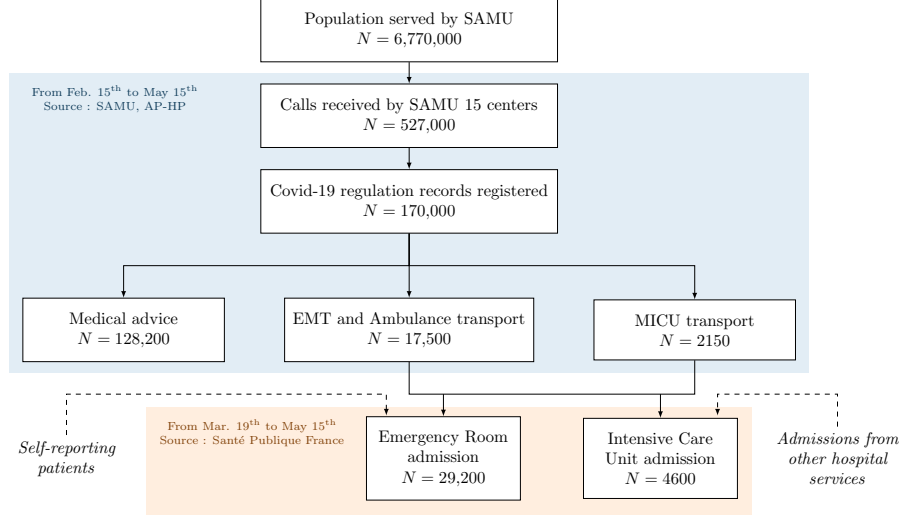 Population served by SAMU
N = 6,770,000
From Feb. 15th to May 15th
Source : SAMU, AP-HP
Calls received by SAMU 15 centers
N = 527,000
Covid-19 regulation records registered
N = 170,000
Medical advice
N = 128,200
EMT and Ambulance transport
N = 17,500
MICU transport
N = 2150
From Mar. 19th to May 15th
Source : Santé Publique France
Self-reporting
patients
Emergency Room
admission
N = 29,200
Intensive Care
Unit admission
N = 4600
Admissions from
other hospital
services